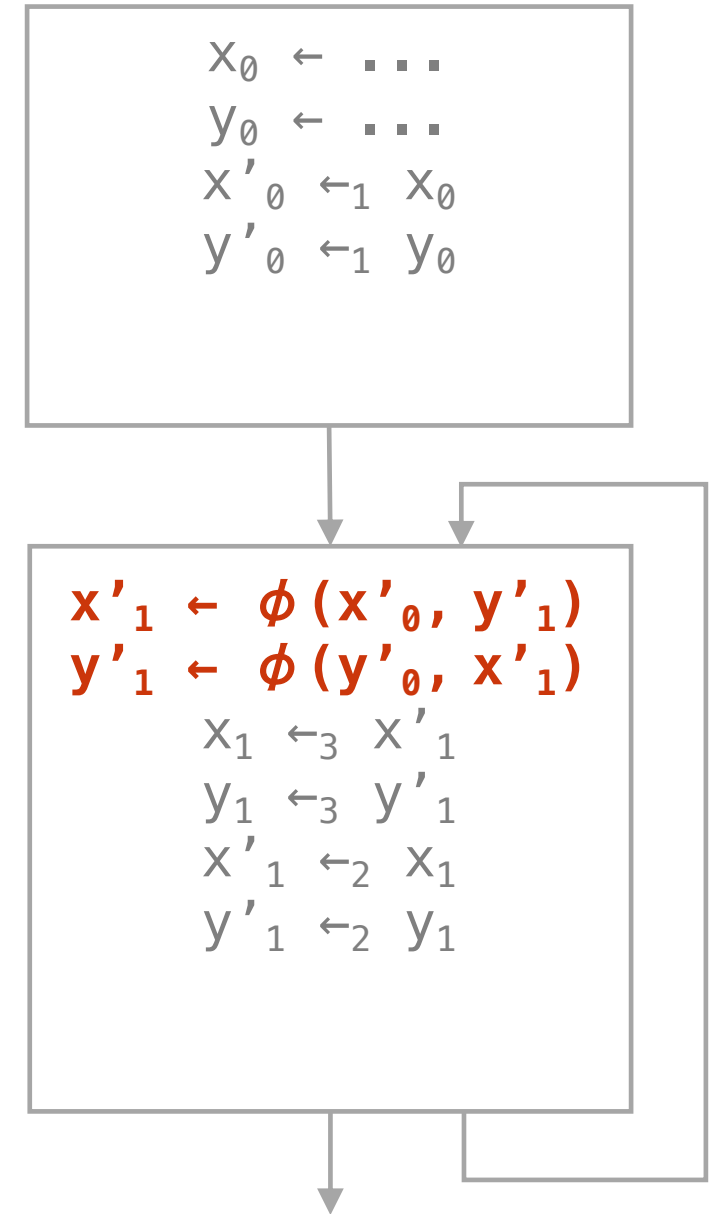 x₀ ← ...
y₀ ← ...
x’₀ ←₁ x₀
y’₀ ←₁ y₀
x’₁ ← ϕ(x’₀, y’₁)
y’₁ ← ϕ(y’₀, x’₁)
x₁ ←₃ x’₁
y₁ ←₃ y’₁
x’₁ ←₂ x₁
y’₁ ←₂ y₁